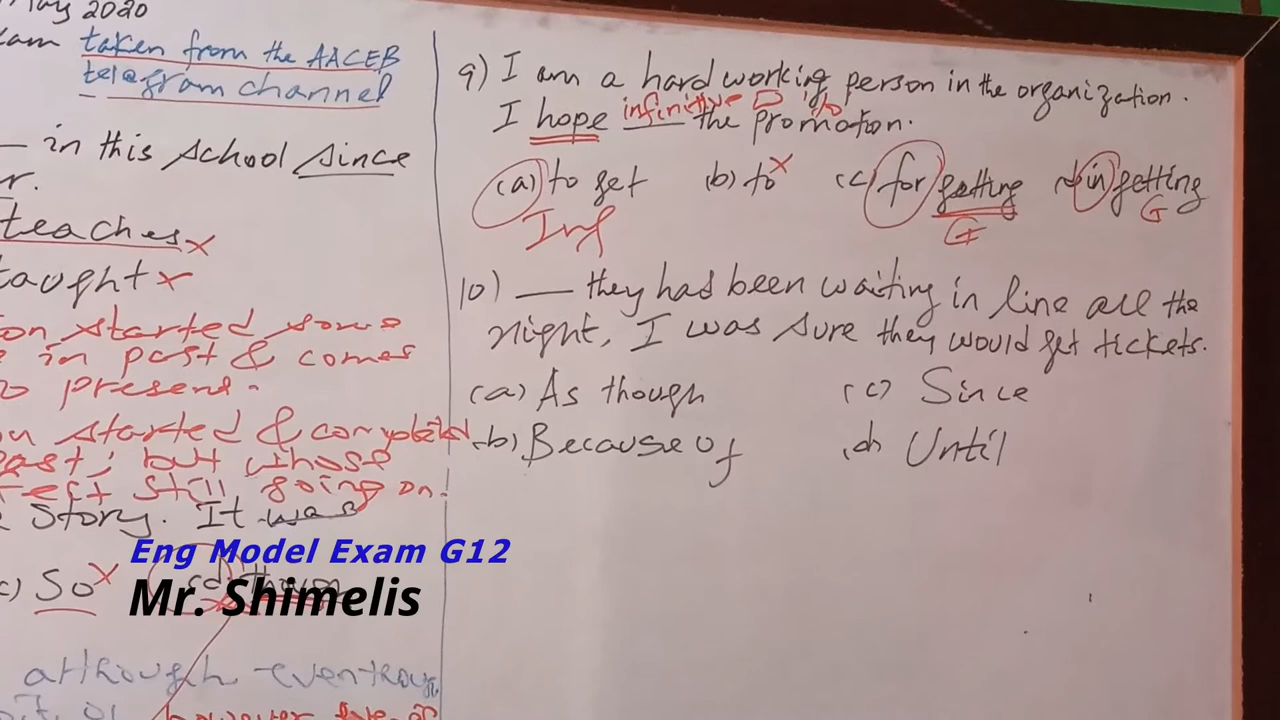 May 2020
taken from the AACEB
telegram channel
in this school since
r.
teaches x
taught x
on started some
in past & comes
to present.
started & completed
past, but whose
still going on.
story. It was
Eng Model Exam G12
c) So x (d) though
Mr. Shimelis
although eventhoug
9) I am a hard working person in the organization.
infinitive
I hope ___ the promotion.
(a) to get b) to x (c) for getting d) in getting
Inf G G
10) ___ they had been waiting in line all the
night, I was sure they would get tickets.
(a) As though (c) Since
b) Because of d) Until